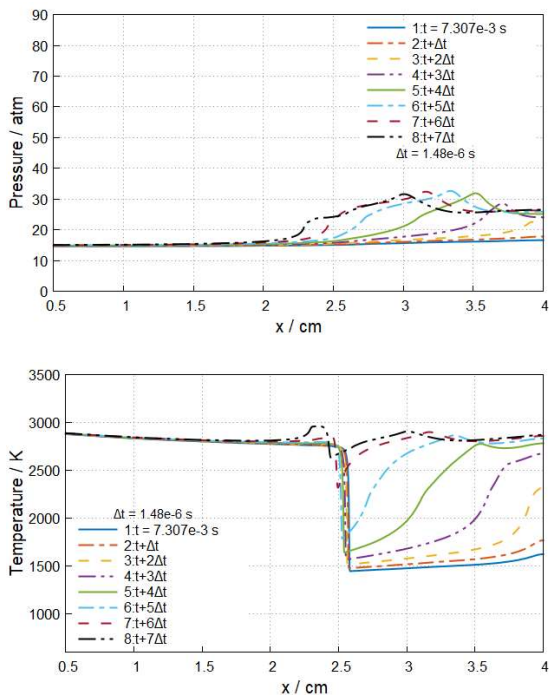 90
80
70
60
50
40
30
20
10
0
Pressure / atm
1:t = 7.307e-3 s
2:t+Δt
3:t+2Δt
4:t+3Δt
5:t+4Δt
6:t+5Δt
7:t+6Δt
8:t+7Δt
Δt = 1.48e-6 s
0.5 1 1.5 2 2.5 3 3.5 4
x / cm
3500
3000
2500
2000
1500
1000
Temperature / K
Δt = 1.48e-6 s
1:t = 7.307e-3 s
2:t+Δt
3:t+2Δt
4:t+3Δt
5:t+4Δt
6:t+5Δt
7:t+6Δt
8:t+7Δt
0.5 1 1.5 2 2.5 3 3.5 4
x / cm